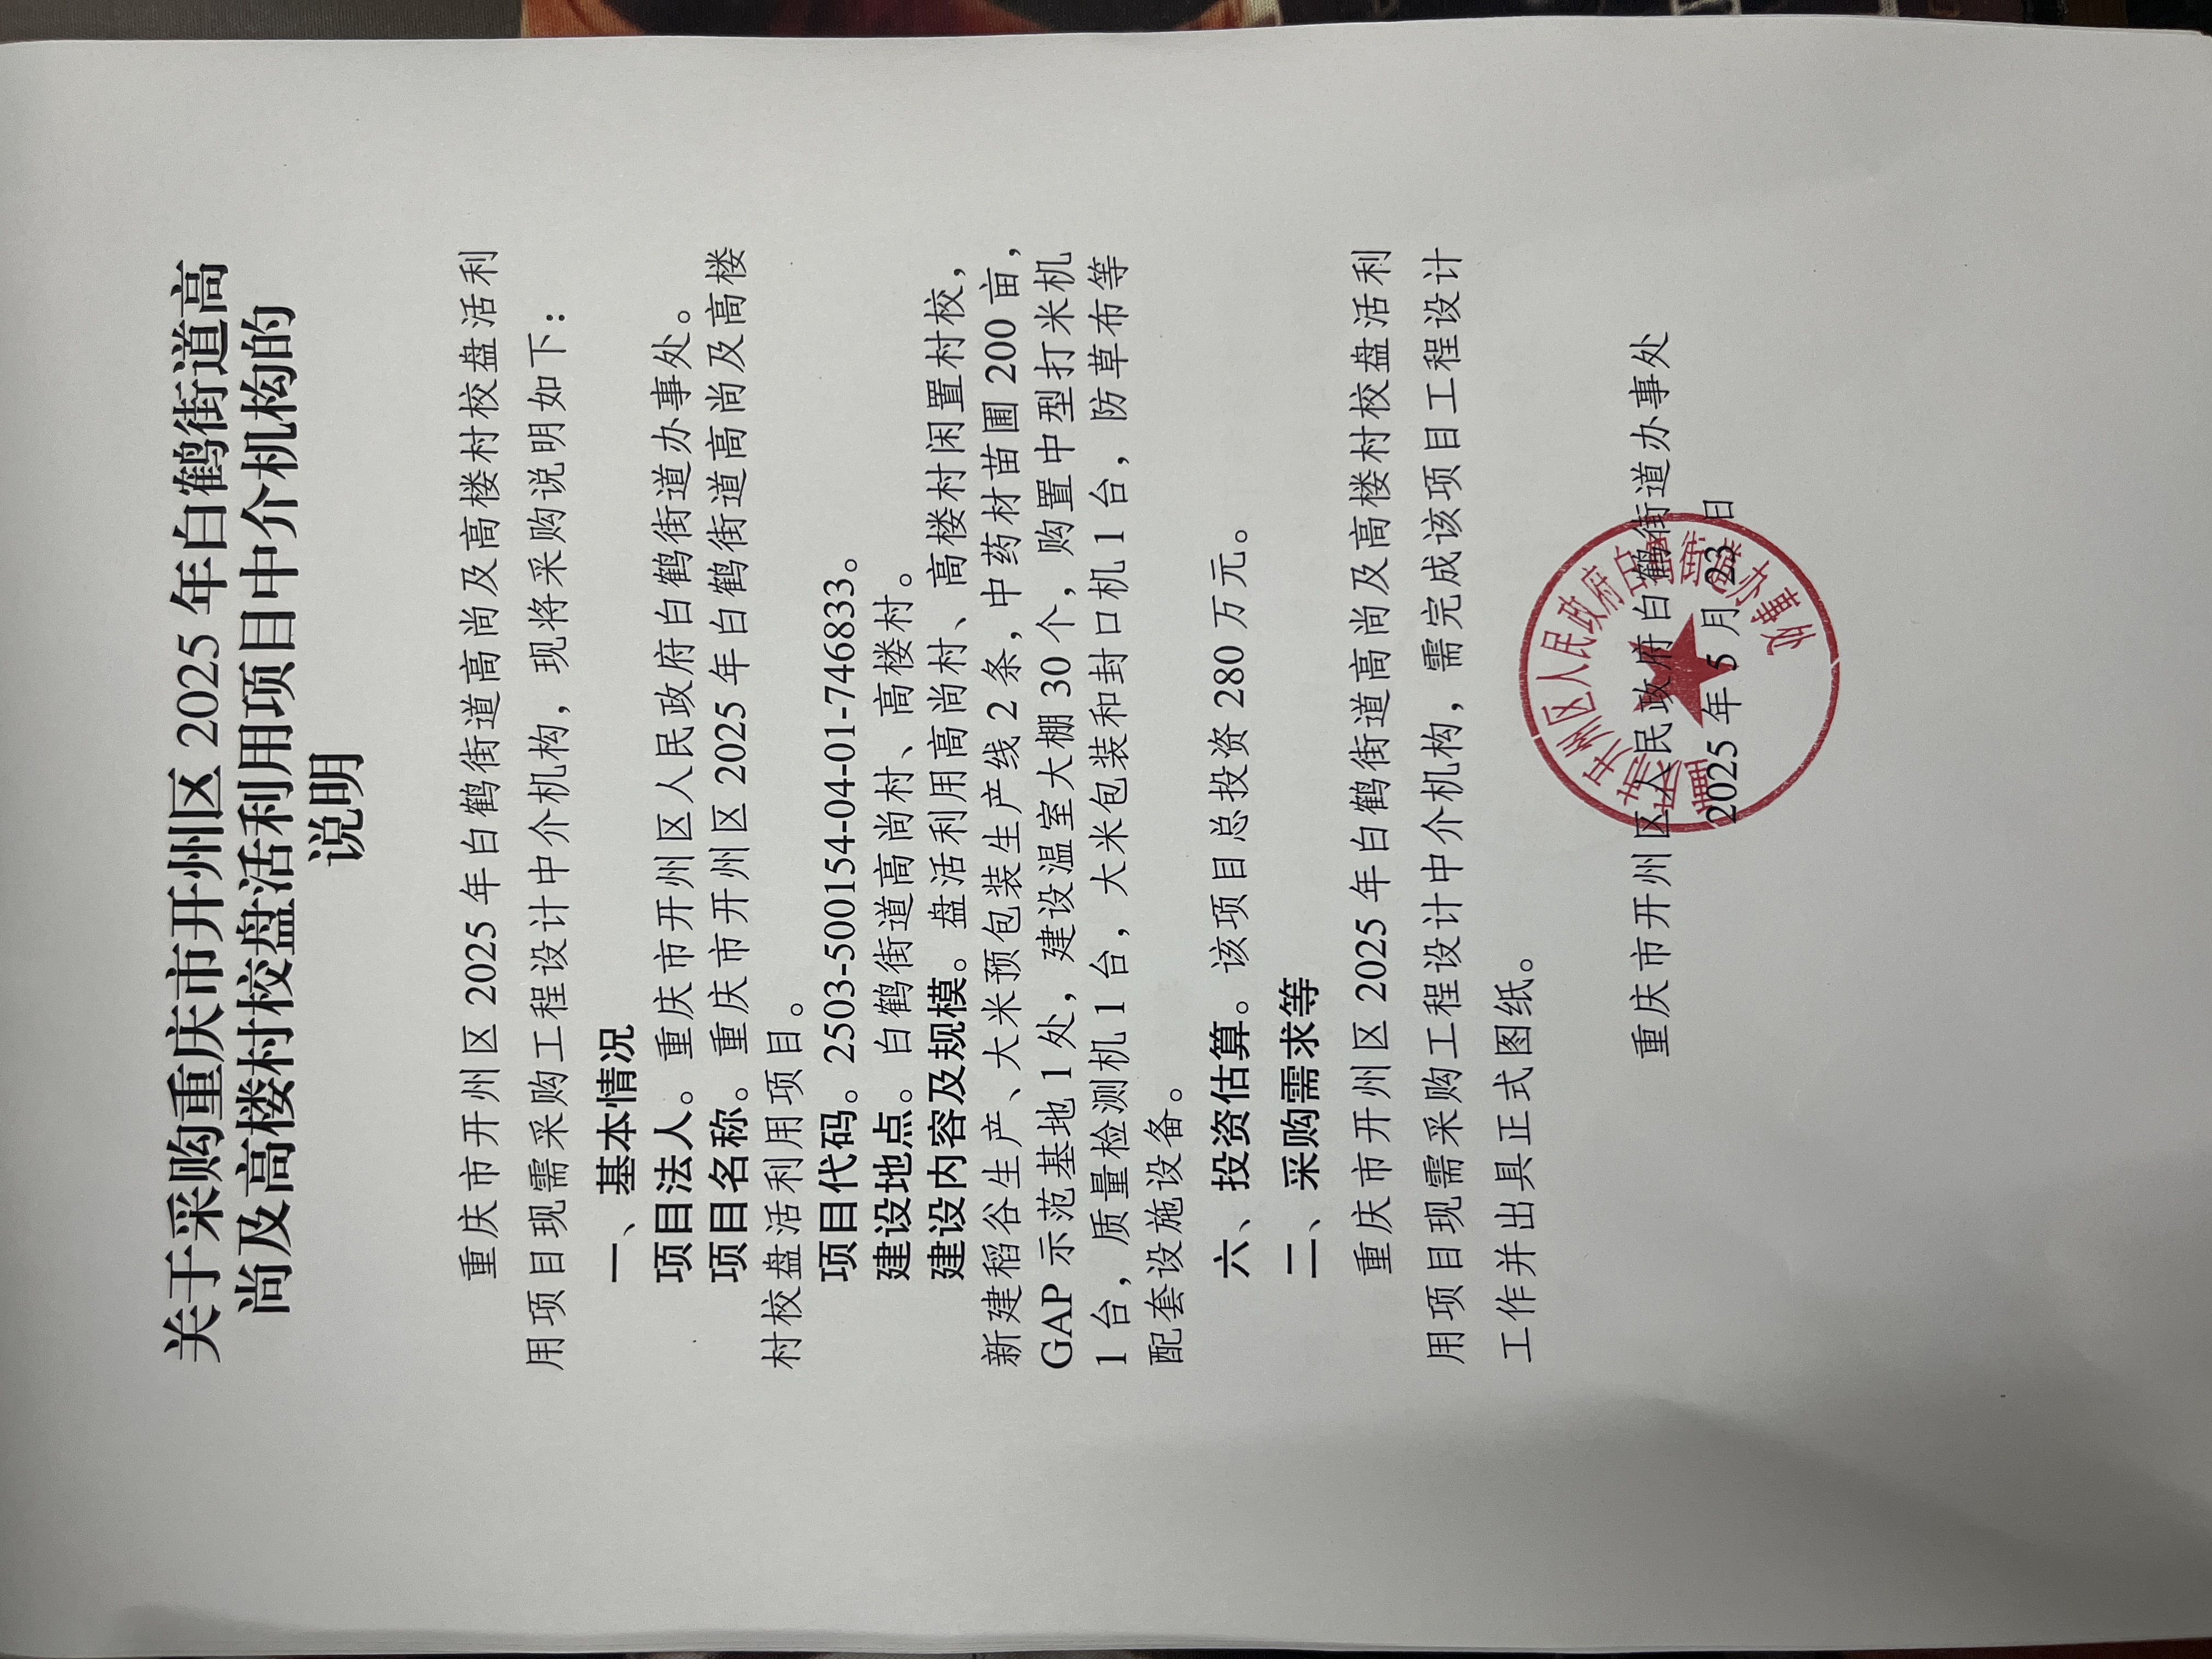 关于采购重庆市开州区 2025 年白鹤街道高
尚及高楼村校盘活利用项目中介机构的
说明
重庆市开州区 2025 年白鹤街道高尚及高楼村校盘活利
用项目现需采购工程设计中介机构，现将采购说明如下：
一、基本情况
项目法人。重庆市开州区人民政府白鹤街道办事处。
项目名称。重庆市开州区 2025 年白鹤街道高尚及高楼
村校盘活利用项目。
项目代码。2503-500154-04-01-746833。
建设地点。白鹤街道高尚村、高楼村。
建设内容及规模。盘活利用高尚村、高楼村闲置村校，
新建稻谷生产、大米预包装生产线 2 条，中药材苗圃 200 亩，
GAP 示范基地 1 处，建设温室大棚 30 个，购置中型打米机
1 台，质量检测机 1 台，大米包装和封口机 1 台，防草布等
配套设施设备。
六、投资估算。该项目总投资 280 万元。
二、采购需求等
重庆市开州区 2025 年白鹤街道高尚及高楼村校盘活利
用项目现需采购工程设计中介机构，需完成该项目工程设计
工作并出具正式图纸。
重庆市开州区人民政府白鹤街道办事处
2025 年 5 月 23 日